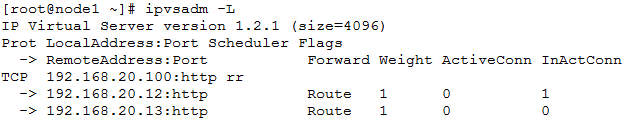 [root@node1 ~]# ipvsadm -L
IP Virtual Server version 1.2.1 (size=4096)
Prot LocalAddress:Port Scheduler Flags
  -> RemoteAddress:Port           Forward Weight ActiveConn InActConn
TCP  192.168.20.100:http rr
  -> 192.168.20.12:http           Route   1      0          1
  -> 192.168.20.13:http           Route   1      0          0